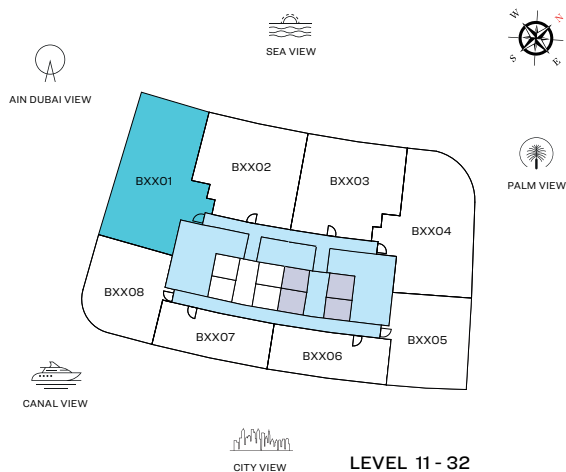 SEA VIEW
W
N
S
E
AIN DUBAI VIEW
PALM VIEW
BXX01
BXX02
BXX03
BXX04
BXX08
BXX07
BXX06
BXX05
CANAL VIEW
CITY VIEW
LEVEL 11 - 32